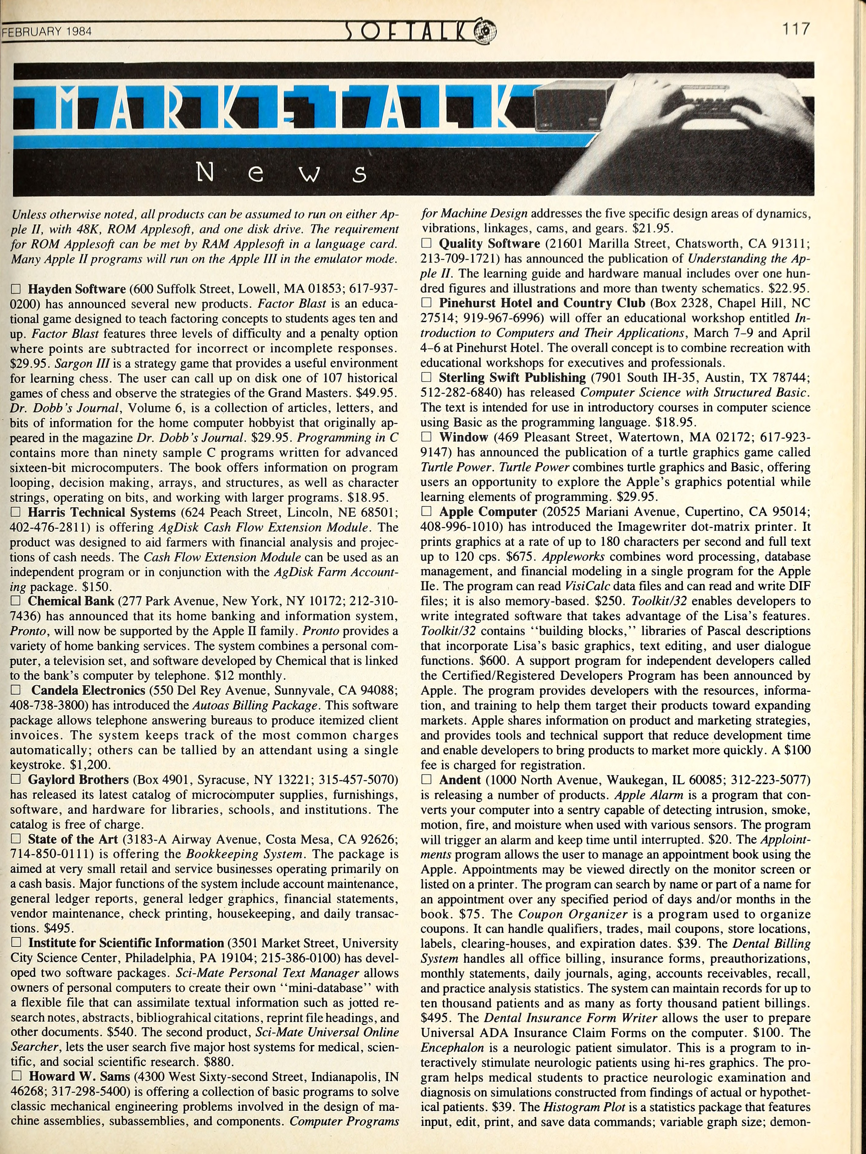 FEBRUARY 1984
SOFTALK
117
MARKETALK
News
Unless otherwise noted, all products can be assumed to run on either Ap-
ple II, with 48K, ROM Applesoft, and one disk drive. The requirement
for ROM Applesoft can be met by RAM Applesoft in a language card.
Many Apple II programs will run on the Apple III in the emulator mode.
□ Hayden Software (600 Suffolk Street, Lowell, MA 01853; 617-937-
0200) has announced several new products. Factor Blast is an educa-
tional game designed to teach factoring concepts to students ages ten and
up. Factor Blast features three levels of difficulty and a penalty option
where points are subtracted for incorrect or incomplete responses.
$29.95. Sargon III is a strategy game that provides a useful environment
for learning chess. The user can call up on disk one of 107 historical
games of chess and observe the strategies of the Grand Masters. $49.95.
Dr. Dobb's Journal, Volume 6, is a collection of articles, letters, and
bits of information for the home computer hobbyist that originally ap-
peared in the magazine Dr. Dobb's Journal. $29.95. Programming in C
contains more than ninety sample C programs written for advanced
sixteen-bit microcomputers. The book offers information on program
looping, decision making, arrays, and structures, as well as character
strings, operating on bits, and working with larger programs. $18.95.
□ Harris Technical Systems (624 Peach Street, Lincoln, NE 68501;
402-476-2811) is offering AgDisk Cash Flow Extension Module. The
product was designed to aid farmers with financial analysis and projec-
tions of cash needs. The Cash Flow Extension Module can be used as an
independent program or in conjunction with the AgDisk Farm Account-
ing package. $150.
□ Chemical Bank (277 Park Avenue, New York, NY 10172; 212-310-
7436) has announced that its home banking and information system,
Pronto, will now be supported by the Apple II family. Pronto provides a
variety of home banking services. The system combines a personal com-
puter, a television set, and software developed by Chemical that is linked
to the bank's computer by telephone. $12 monthly.
□ Candela Electronics (550 Del Rey Avenue, Sunnyvale, CA 94088;
408-738-3800) has introduced the Autoas Billing Package. This software
package allows telephone answering bureaus to produce itemized client
invoices. The system keeps track of the most common charges
automatically; others can be tallied by an attendant using a single
keystroke. $1,200.
□ Gaylord Brothers (Box 4901, Syracuse, NY 13221; 315-457-5070)
has released its latest catalog of microcomputer supplies, furnishings,
software, and hardware for libraries, schools, and institutions. The
catalog is free of charge.
□ State of the Art (3183-A Airway Avenue, Costa Mesa, CA 92626;
714-850-0111) is offering the Bookkeeping System. The package is
aimed at very small retail and service businesses operating primarily on
a cash basis. Major functions of the system include account maintenance,
general ledger reports, general ledger graphics, financial statements,
vendor maintenance, check printing, housekeeping, and daily transac-
tions. $495.
□ Institute for Scientific Information (3501 Market Street, University
City Science Center, Philadelphia, PA 19104; 215-386-0100) has devel-
oped two software packages. Sci-Mate Personal Text Manager allows
owners of personal computers to create their own "mini-database" with
a flexible file that can assimilate textual information such as jotted re-
search notes, abstracts, bibliograhical citations, reprint file headings, and
other documents. $540. The second product, Sci-Mate Universal Online
Searcher, lets the user search five major host systems for medical, scien-
tific, and social scientific research. $880.
□ Howard W. Sams (4300 West Sixty-second Street, Indianapolis, IN
46268; 317-298-5400) is offering a collection of basic programs to solve
classic mechanical engineering problems involved in the design of ma-
chine assemblies, subassemblies, and components. Computer Programs
for Machine Design addresses the five specific design areas of dynamics,
vibrations, linkages, cams, and gears. $21.95.
□ Quality Software (21601 Marilla Street, Chatsworth, CA 91311;
213-709-1721) has announced the publication of Understanding the Ap-
ple II. The learning guide and hardware manual includes over one hun-
dred figures and illustrations and more than twenty schematics. $22.95.
□ Pinehurst Hotel and Country Club (Box 2328, Chapel Hill, NC
27514; 919-967-6996) will offer an educational workshop entitled In-
troduction to Computers and Their Applications, March 7–9 and April
4–6 at Pinehurst Hotel. The overall concept is to combine recreation with
educational workshops for executives and professionals.
□ Sterling Swift Publishing (7901 South IH-35, Austin, TX 78744;
512-282-6840) has released Computer Science with Structured Basic.
The text is intended for use in introductory courses in computer science
using Basic as the programming language. $18.95.
□ Window (469 Pleasant Street, Watertown, MA 02172; 617-923-
9147) has announced the publication of a turtle graphics game called
Turtle Power. Turtle Power combines turtle graphics and Basic, offering
users an opportunity to explore the Apple's graphics potential while
learning elements of programming. $29.95.
□ Apple Computer (20525 Mariani Avenue, Cupertino, CA 95014;
408-996-1010) has introduced the Imagewriter dot-matrix printer. It
prints graphics at a rate of up to 180 characters per second and full text
up to 120 cps. $675. Appleworks combines word processing, database
management, and financial modeling in a single program for the Apple
IIe. The program can read VisiCalc data files and can read and write DIF
files; it is also memory-based. $250. Toolkit/32 enables developers to
write integrated software that takes advantage of the Lisa's features.
Toolkit/32 contains "building blocks," libraries of Pascal descriptions
that incorporate Lisa's basic graphics, text editing, and user dialogue
functions. $600. A support program for independent developers called
the Certified/Registered Developers Program has been announced by
Apple. The program provides developers with the resources, informa-
tion, and training to help them target their products toward expanding
markets. Apple shares information on product and marketing strategies,
and provides tools and technical support that reduce development time
and enable developers to bring products to market more quickly. A $100
fee is charged for registration.
□ Andent (1000 North Avenue, Waukegan, IL 60085; 312-223-5077)
is releasing a number of products. Apple Alarm is a program that con-
verts your computer into a sentry capable of detecting intrusion, smoke,
motion, fire, and moisture when used with various sensors. The program
will trigger an alarm and keep time until interrupted. $20. The Apploint-
ments program allows the user to manage an appointment book using the
Apple. Appointments may be viewed directly on the monitor screen or
listed on a printer. The program can search by name or part of a name for
an appointment over any specified period of days and/or months in the
book. $75. The Coupon Organizer is a program used to organize
coupons. It can handle qualifiers, trades, mail coupons, store locations,
labels, clearing-houses, and expiration dates. $39. The Dental Billing
System handles all office billing, insurance forms, preauthorizations,
monthly statements, daily journals, aging, accounts receivables, recall,
and practice analysis statistics. The system can maintain records for up to
ten thousand patients and as many as forty thousand patient billings.
$495. The Dental Insurance Form Writer allows the user to prepare
Universal ADA Insurance Claim Forms on the computer. $100. The
Encephalon is a neurologic patient simulator. This is a program to in-
teractively stimulate neurologic patients using hi-res graphics. The pro-
gram helps medical students to practice neurologic examination and
diagnosis on simulations constructed from findings of actual or hypothet-
ical patients. $39. The Histogram Plot is a statistics package that features
input, edit, print, and save data commands; variable graph size; demon-